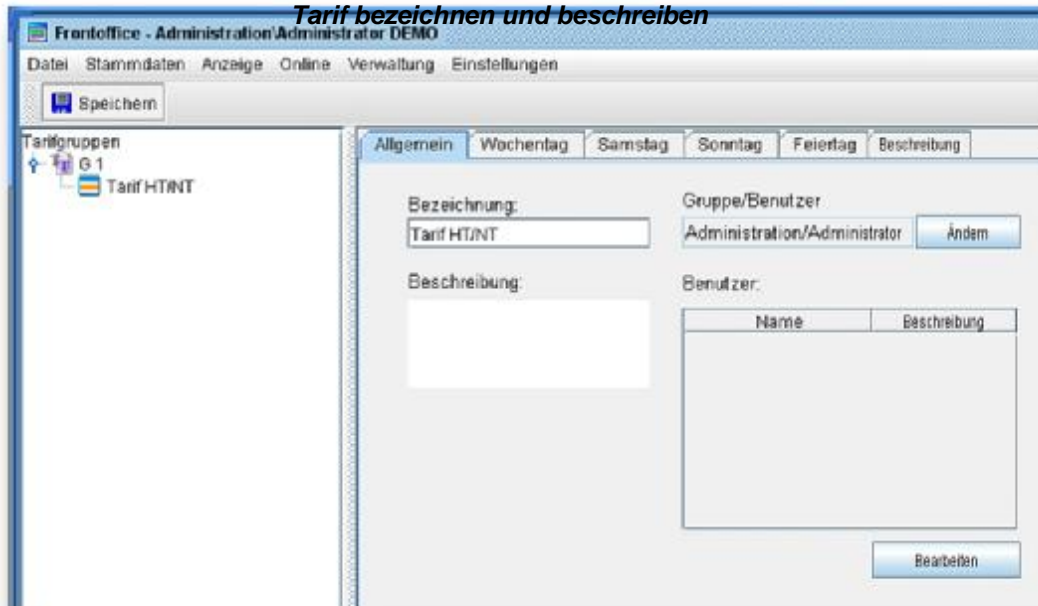 Tarif bezeichnen und beschreiben
Frontoffice - Administration\Administrator DEMO
Datei Stammdaten Anzeige Online Verwaltung Einstellungen
Speichern
Tarifgruppen
G 1
Tarif HT/NT
Allgemein Wochentag Samstag Sonntag Feiertag Beschreibung
Bezeichnung:
Tarif HT/NT
Gruppe/Benutzer
Administration/Administrator Ändern
Beschreibung:
Benutzer:
Name Beschreibung
Bearbeiten